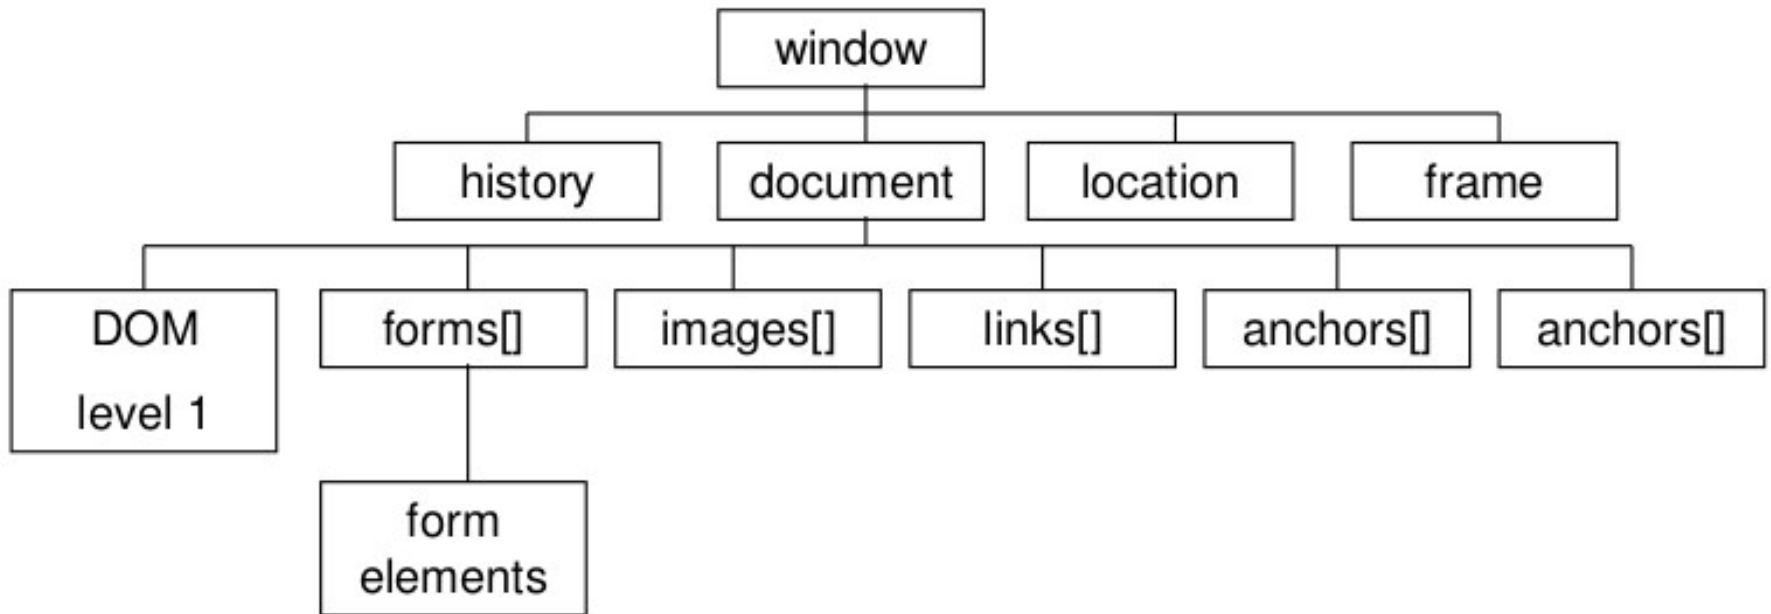 window
history
document
location
frame
DOM
level 1
forms[]
images[]
links[]
anchors[]
anchors[]
form
elements